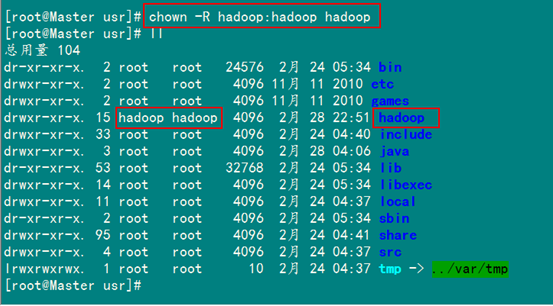 [root@Master usr]# chown -R hadoop:hadoop hadoop
[root@Master usr]# ll
总用量 104
dr-xr-xr-x. 2 root root 24576 2月 24 05:34 bin
drwxr-xr-x. 2 root root 4096 11月 11 2010 etc
drwxr-xr-x. 2 root root 4096 11月 11 2010 games
drwxr-xr-x. 15 hadoop hadoop 4096 2月 28 22:51 hadoop
drwxr-xr-x. 33 root root 4096 2月 24 04:40 include
drwxr-xr-x. 3 root root 4096 2月 28 04:06 java
dr-xr-xr-x. 53 root root 32768 2月 24 05:34 lib
drwxr-xr-x. 14 root root 4096 2月 24 05:34 libexec
drwxr-xr-x. 11 root root 4096 2月 24 04:37 local
dr-xr-xr-x. 2 root root 4096 2月 24 05:34 sbin
drwxr-xr-x. 95 root root 4096 2月 24 04:41 share
drwxr-xr-x. 4 root root 4096 2月 24 04:37 src
lrwxrwxrwx. 1 root root 10 2月 24 04:37 tmp -> ../var/tmp
[root@Master usr]#